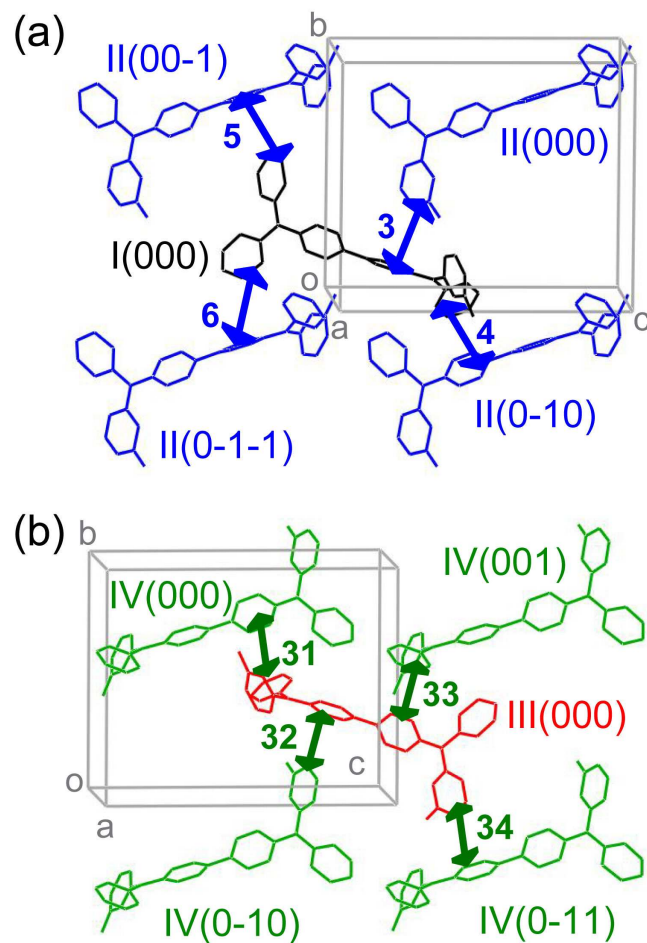 (a)
b
II(00-1)
5
II(000)
3
I(000)
o
6
a
4
c
II(0-1-1)
II(0-10)
(b)
b
IV(000)
IV(001)
31
33
III(000)
32
c
o
a
34
IV(0-10)
IV(0-11)